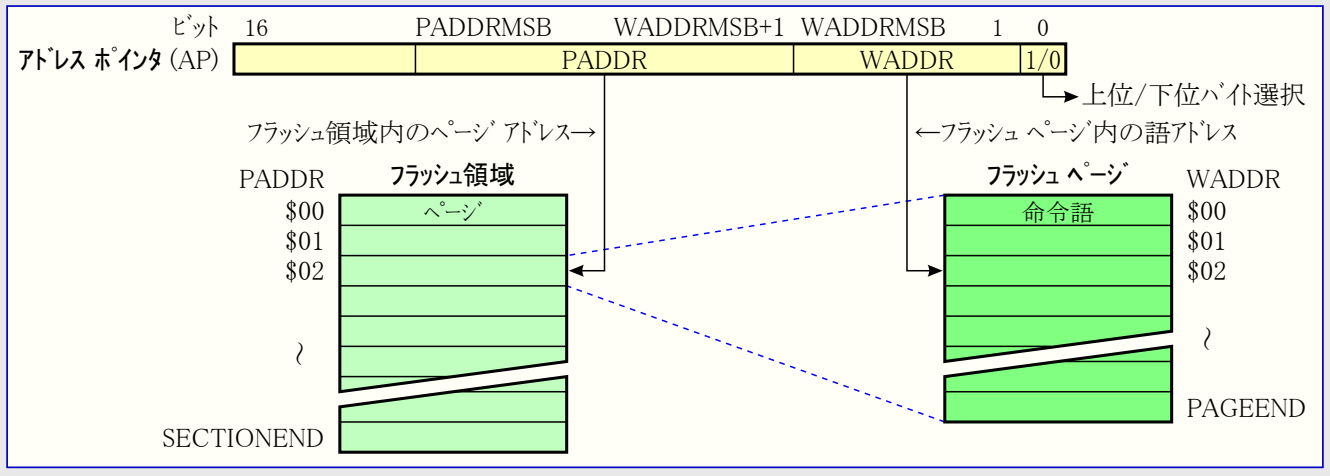 ビット 16 PADDRMSB WADDRMSB+1 WADDRMSB 1 0
アドレス ポインタ (AP) PADDR WADDR 1/0
上位/下位バイト選択
フラッシュ領域内のページ アドレス→ ←フラッシュ ページ内の語アドレス
PADDR フラッシュ領域 フラッシュ ページ WADDR
$00 ページ 命令語 $00
$01 $01
$02 $02
~ ~
PAGEEND
SECTIONEND